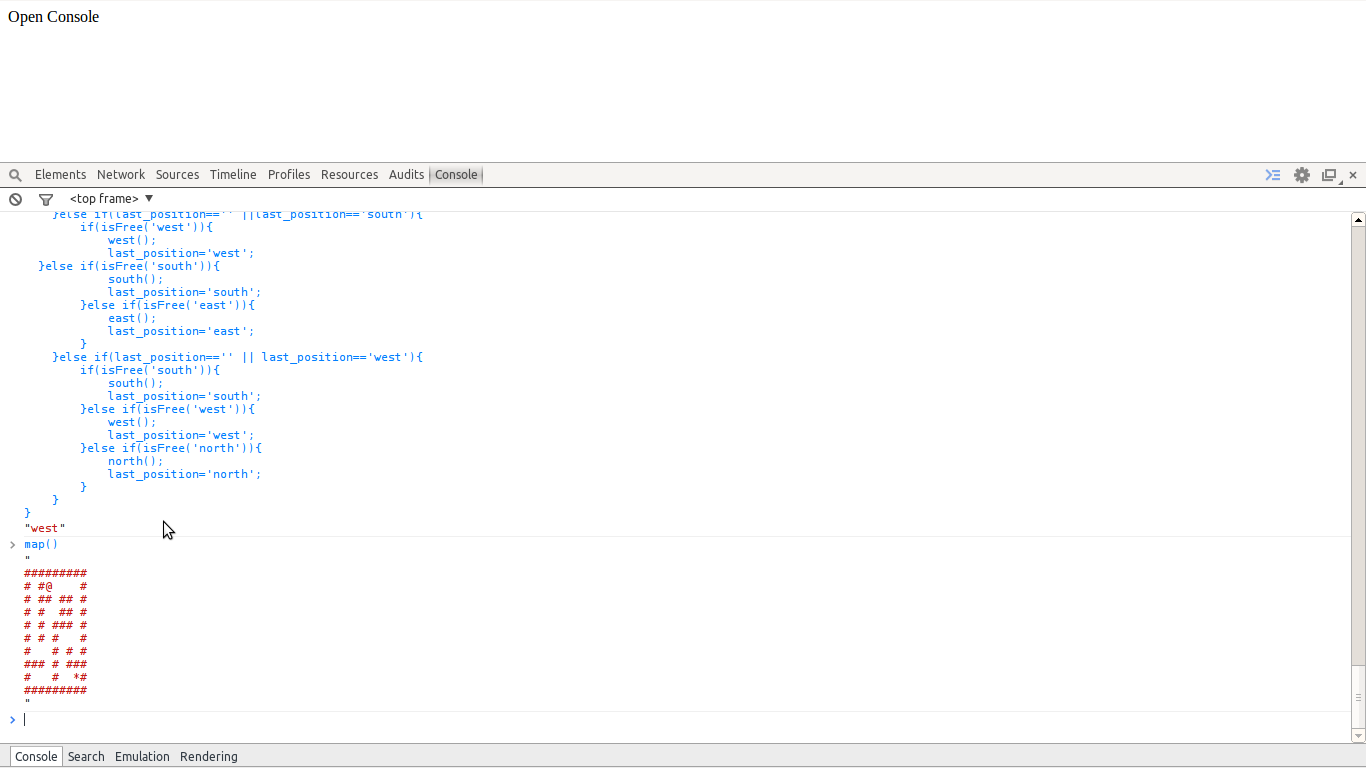 Open Console
Elements Network Sources Timeline Profiles Resources Audits Console
<top frame> ▼
    }else if(last_position=='' ||last_position=='south'){
        if(isFree('west')){
            west();
            last_position='west';
  }else if(isFree('south')){
            south();
            last_position='south';
        }else if(isFree('east')){
            east();
            last_position='east';
        }
    }else if(last_position=='' || last_position=='west'){
        if(isFree('south')){
            south();
            last_position='south';
        }else if(isFree('west')){
            west();
            last_position='west';
        }else if(isFree('north')){
            north();
            last_position='north';
        }
    }
}
"west"
> map()
"
#########
# #@    #
# ## ## #
# #  ## #
# # ### #
# # #   #
#   # # #
### # ###
#   #  *#
#########
"
>
Console Search Emulation Rendering